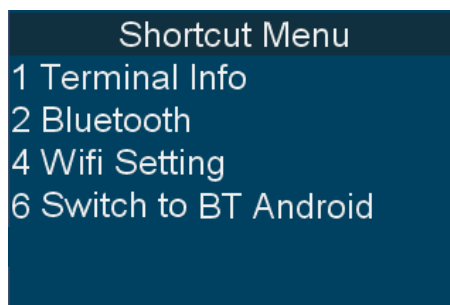 Shortcut Menu
1 Terminal Info
2 Bluetooth
4 Wifi Setting
6 Switch to BT Android